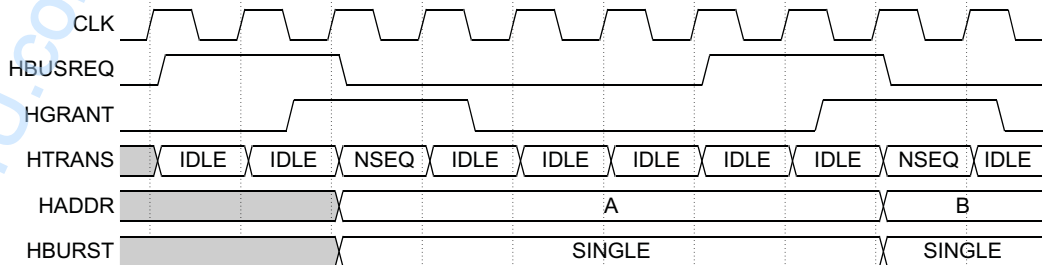 CLK
HBUSREQ
HGRANT
HTRANS IDLE IDLE NSEQ IDLE IDLE IDLE IDLE IDLE NSEQ IDLE
HADDR A B
HBURST SINGLE SINGLE